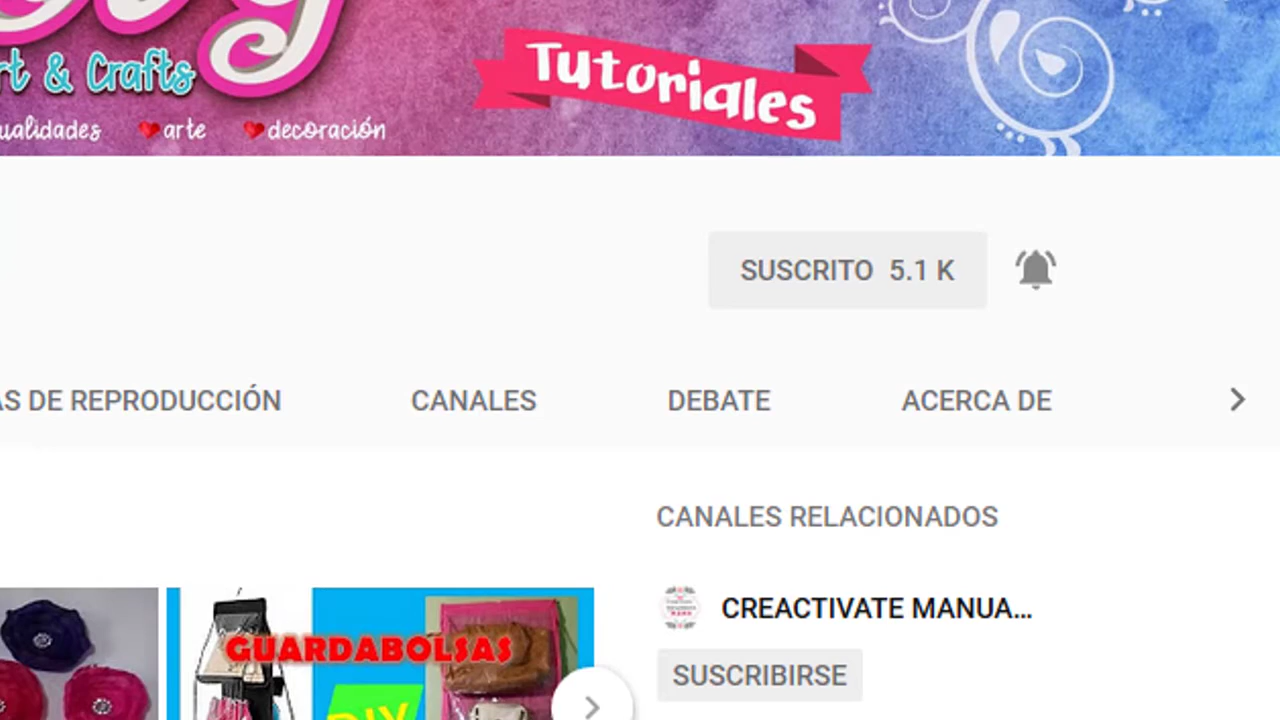 rt & Crafts
Tutoriales
ualidades arte decoración
SUSCRITO 5.1 K
AS DE REPRODUCCIÓN CANALES DEBATE ACERCA DE
CANALES RELACIONADOS
CREACTIVATE MANUA...
GUARDABOLSAS
SUSCRIBIRSE
DIY